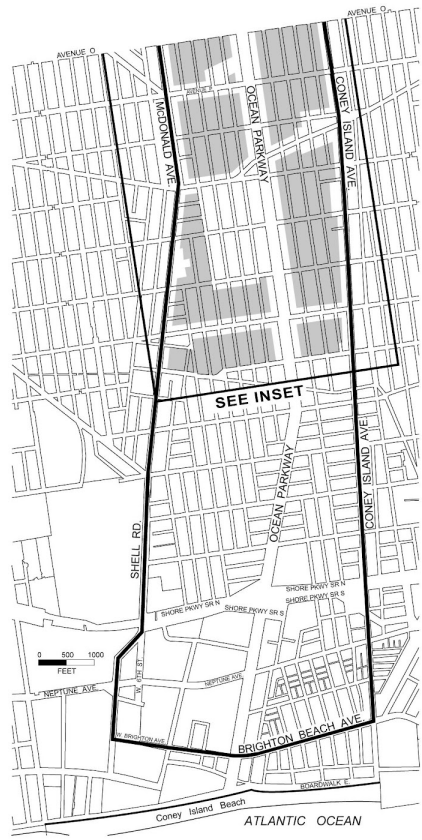 AVENUE O
AVENUE O
AVENUE P
McDONALD AVE.
OCEAN PARKWAY
CONEY ISLAND AVE.
SEE INSET
OCEAN PARKWAY
CONEY ISLAND AVE.
SHELL RD.
SHORE PKWY SR N
SHORE PKWY SR S
SHORE PKWY SR N
SHORE PKWY SR S
0 500 1000
FEET
W. 6TH ST.
NEPTUNE AVE.
NEPTUNE AVE.
W. BRIGHTON AVE.
BRIGHTON BEACH AVE.
BOARDWALK E.
Coney Island Beach
ATLANTIC OCEAN